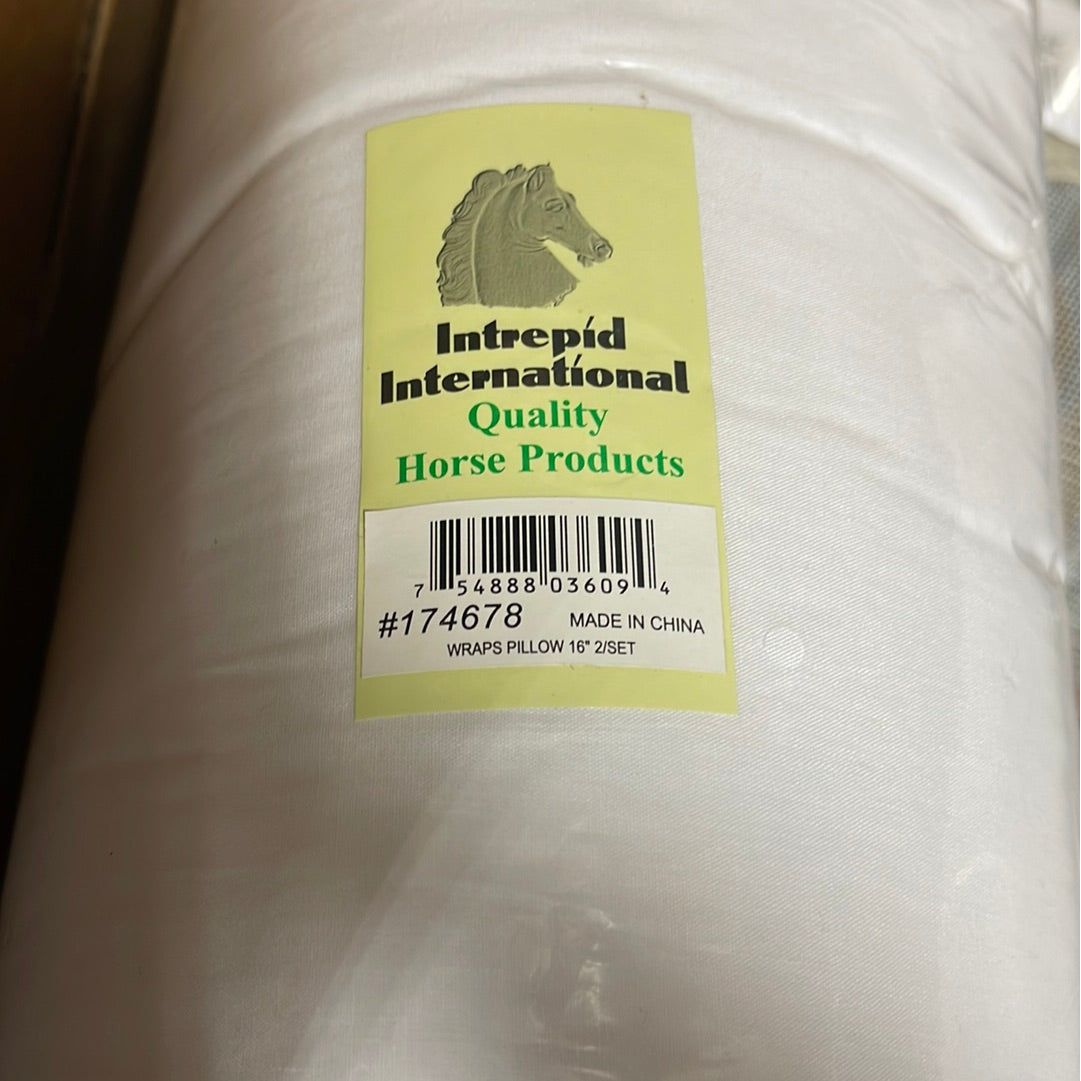 Intrepid
International
Quality
Horse Products
7 54888 03609 4
#174678 MADE IN CHINA
WRAPS PILLOW 16" 2/SET